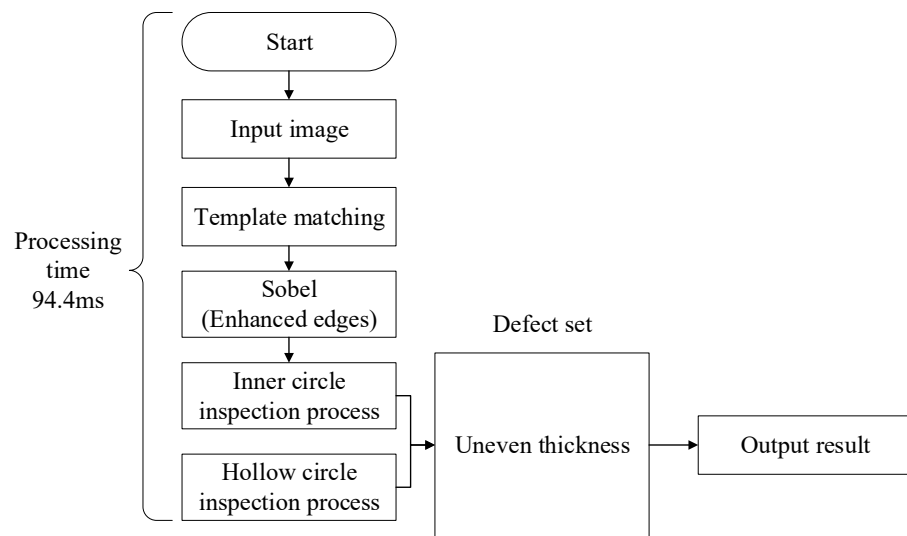 Start
Input image
Template matching
Processing
time
94.4ms
Sobel
(Enhanced edges)
Defect set
Inner circle
inspection process
Uneven thickness
Output result
Hollow circle
inspection process